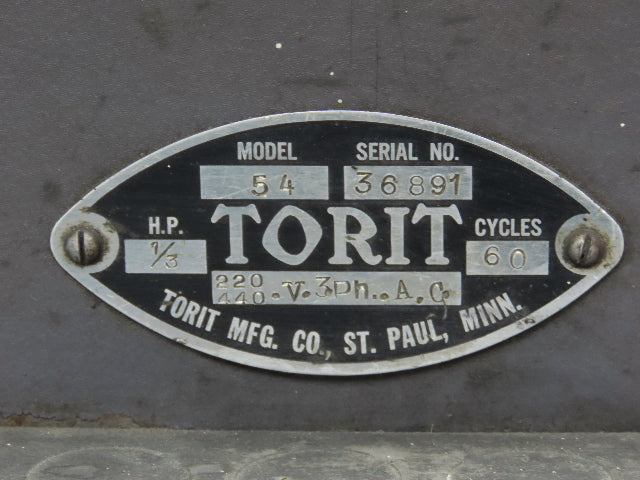 MODEL SERIAL NO.
54 36891
H.P. TORIT CYCLES
1/3 60
220
440 .V. 3Ph.. A.C.
TORIT MFG. CO., ST. PAUL, MINN.